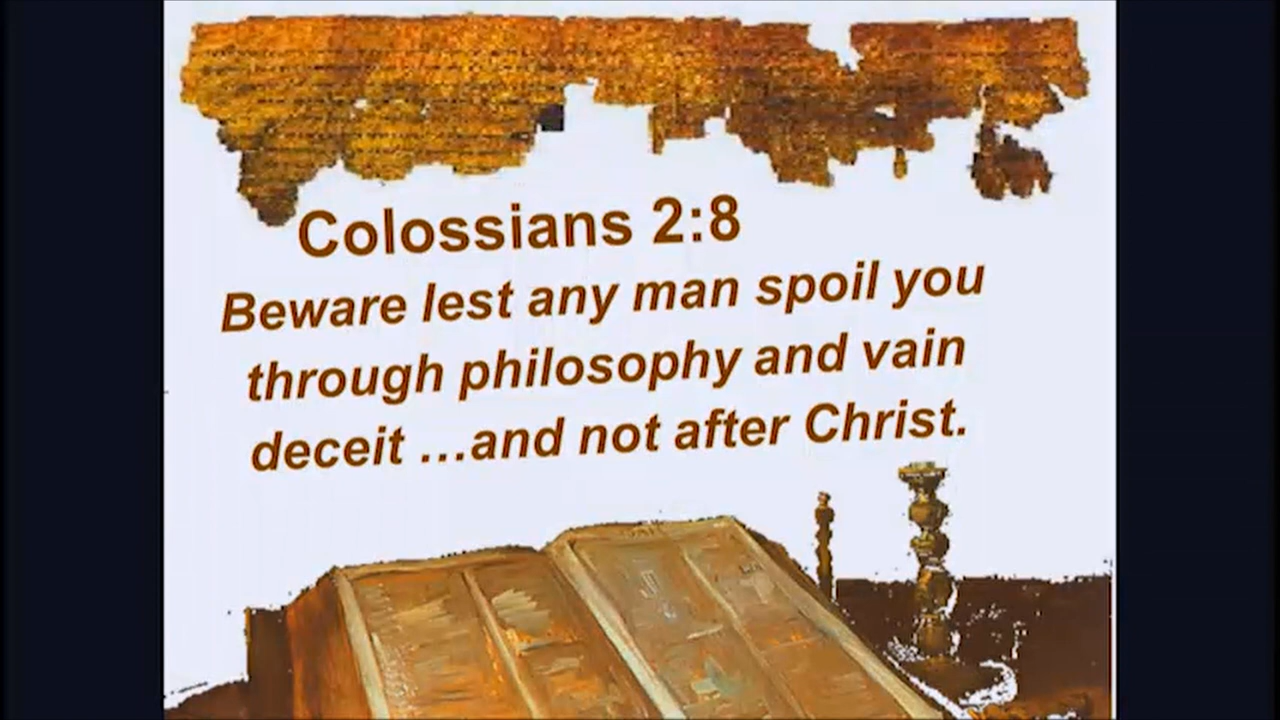 Colossians 2:8
Beware lest any man spoil you
through philosophy and vain
deceit ...and not after Christ.